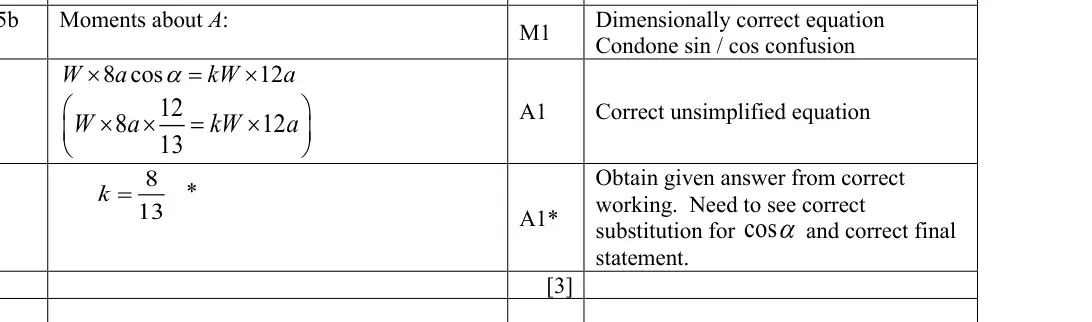 5b Moments about A: M1 Dimensionally correct equation
Condone sin / cos confusion
W × 8a cos α = kW × 12a
(W × 8a × 12/13 = kW × 12a) A1 Correct unsimplified equation
k = 8/13 * A1* Obtain given answer from correct
working. Need to see correct
substitution for cos α and correct final
statement.
[3]